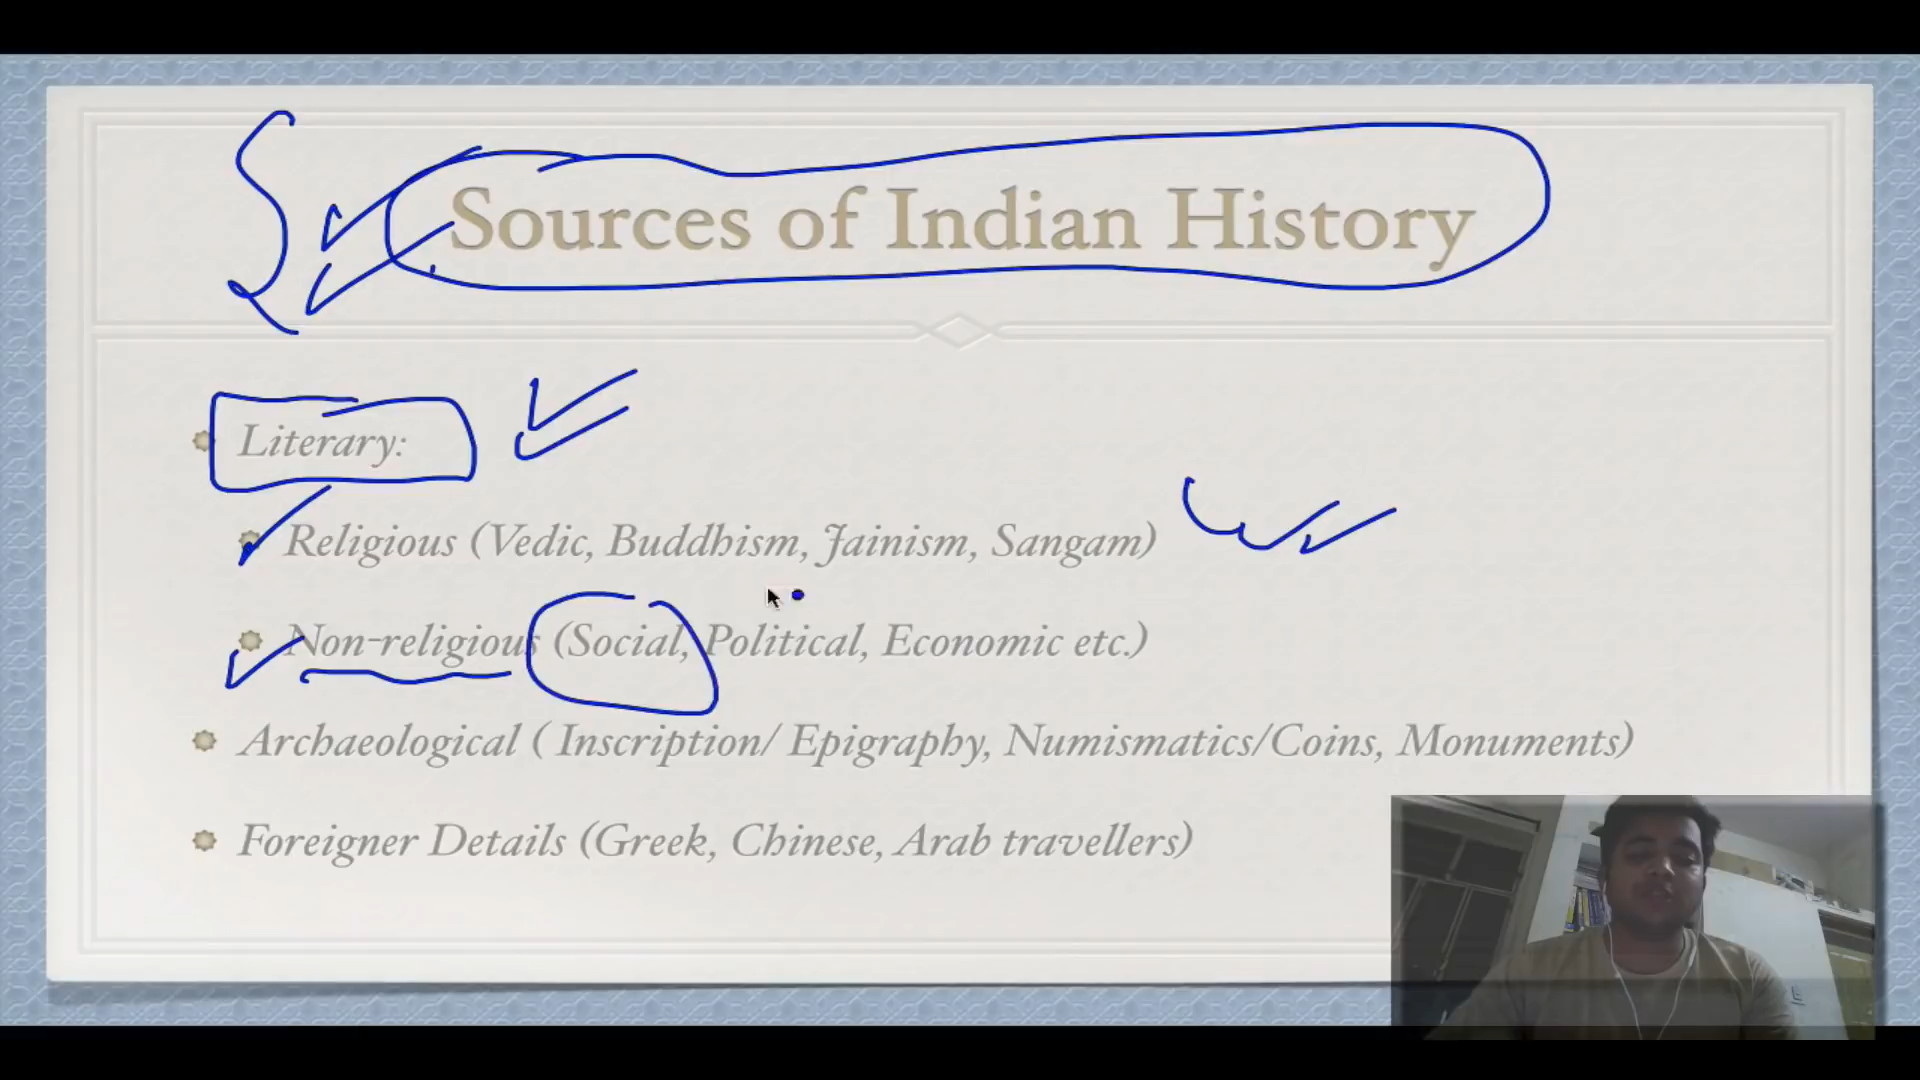 Sources of Indian History
Literary:
Religious (Vedic, Buddhism, Jainism, Sangam)
Non-religious (Social, Political, Economic etc.)
Archaeological ( Inscription/ Epigraphy, Numismatics/Coins, Monuments)
Foreigner Details (Greek, Chinese, Arab travellers)